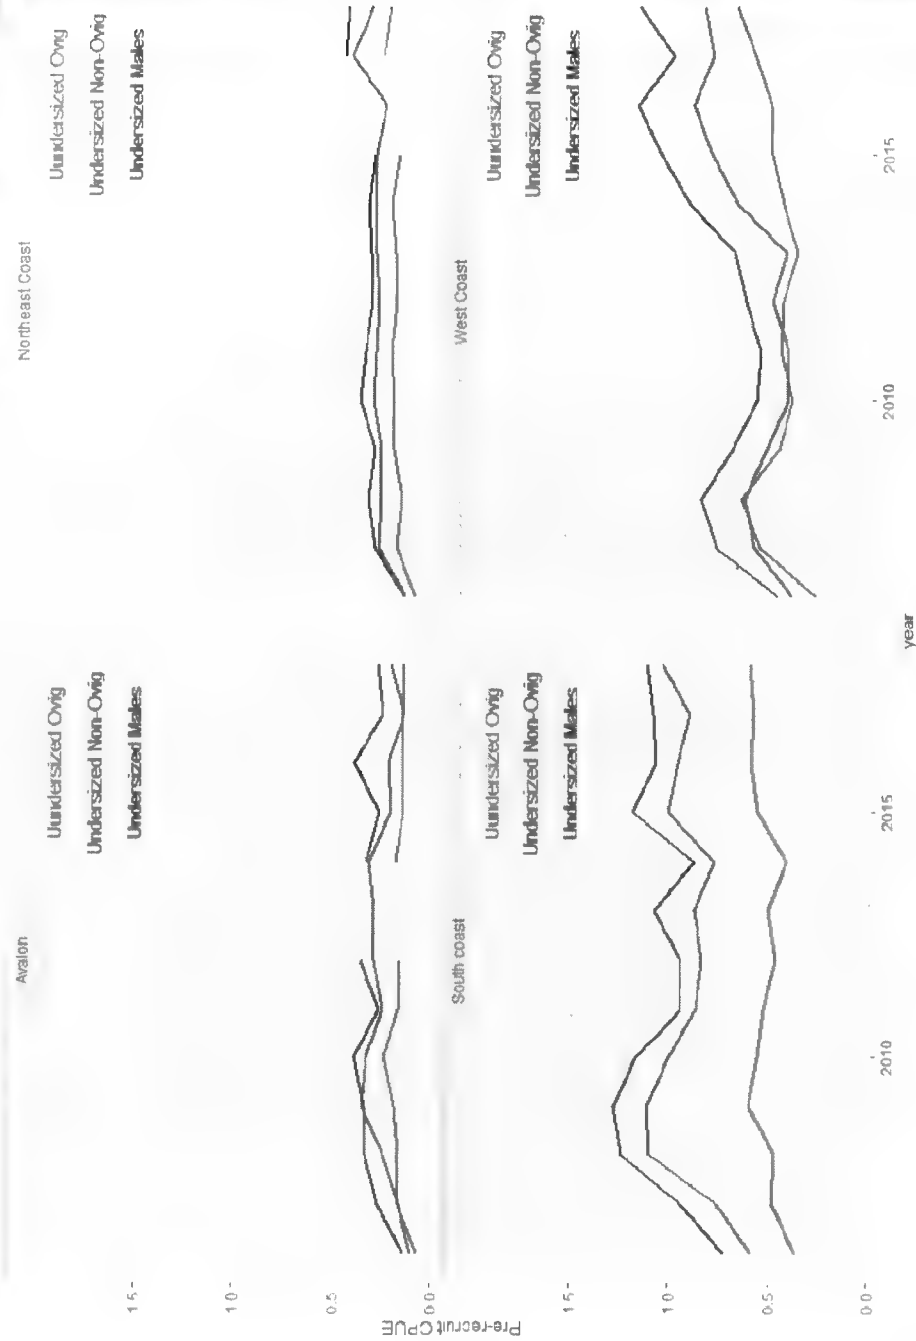 Avalon
Uundersized Ovig
Undersized Non-Ovig
Undersized Males
Northeast Coast
Uundersized Ovig
Undersized Non-Ovig
Undersized Males
1.5
1.0
0.5
0.0
South coast
Uundersized Ovig
Undersized Non-Ovig
Undersized Males
West Coast
Uundersized Ovig
Undersized Non-Ovig
Undersized Males
1.5
1.0
0.5
0.0
Pre-recruit CPUE
2010
2015
2010
2015
year